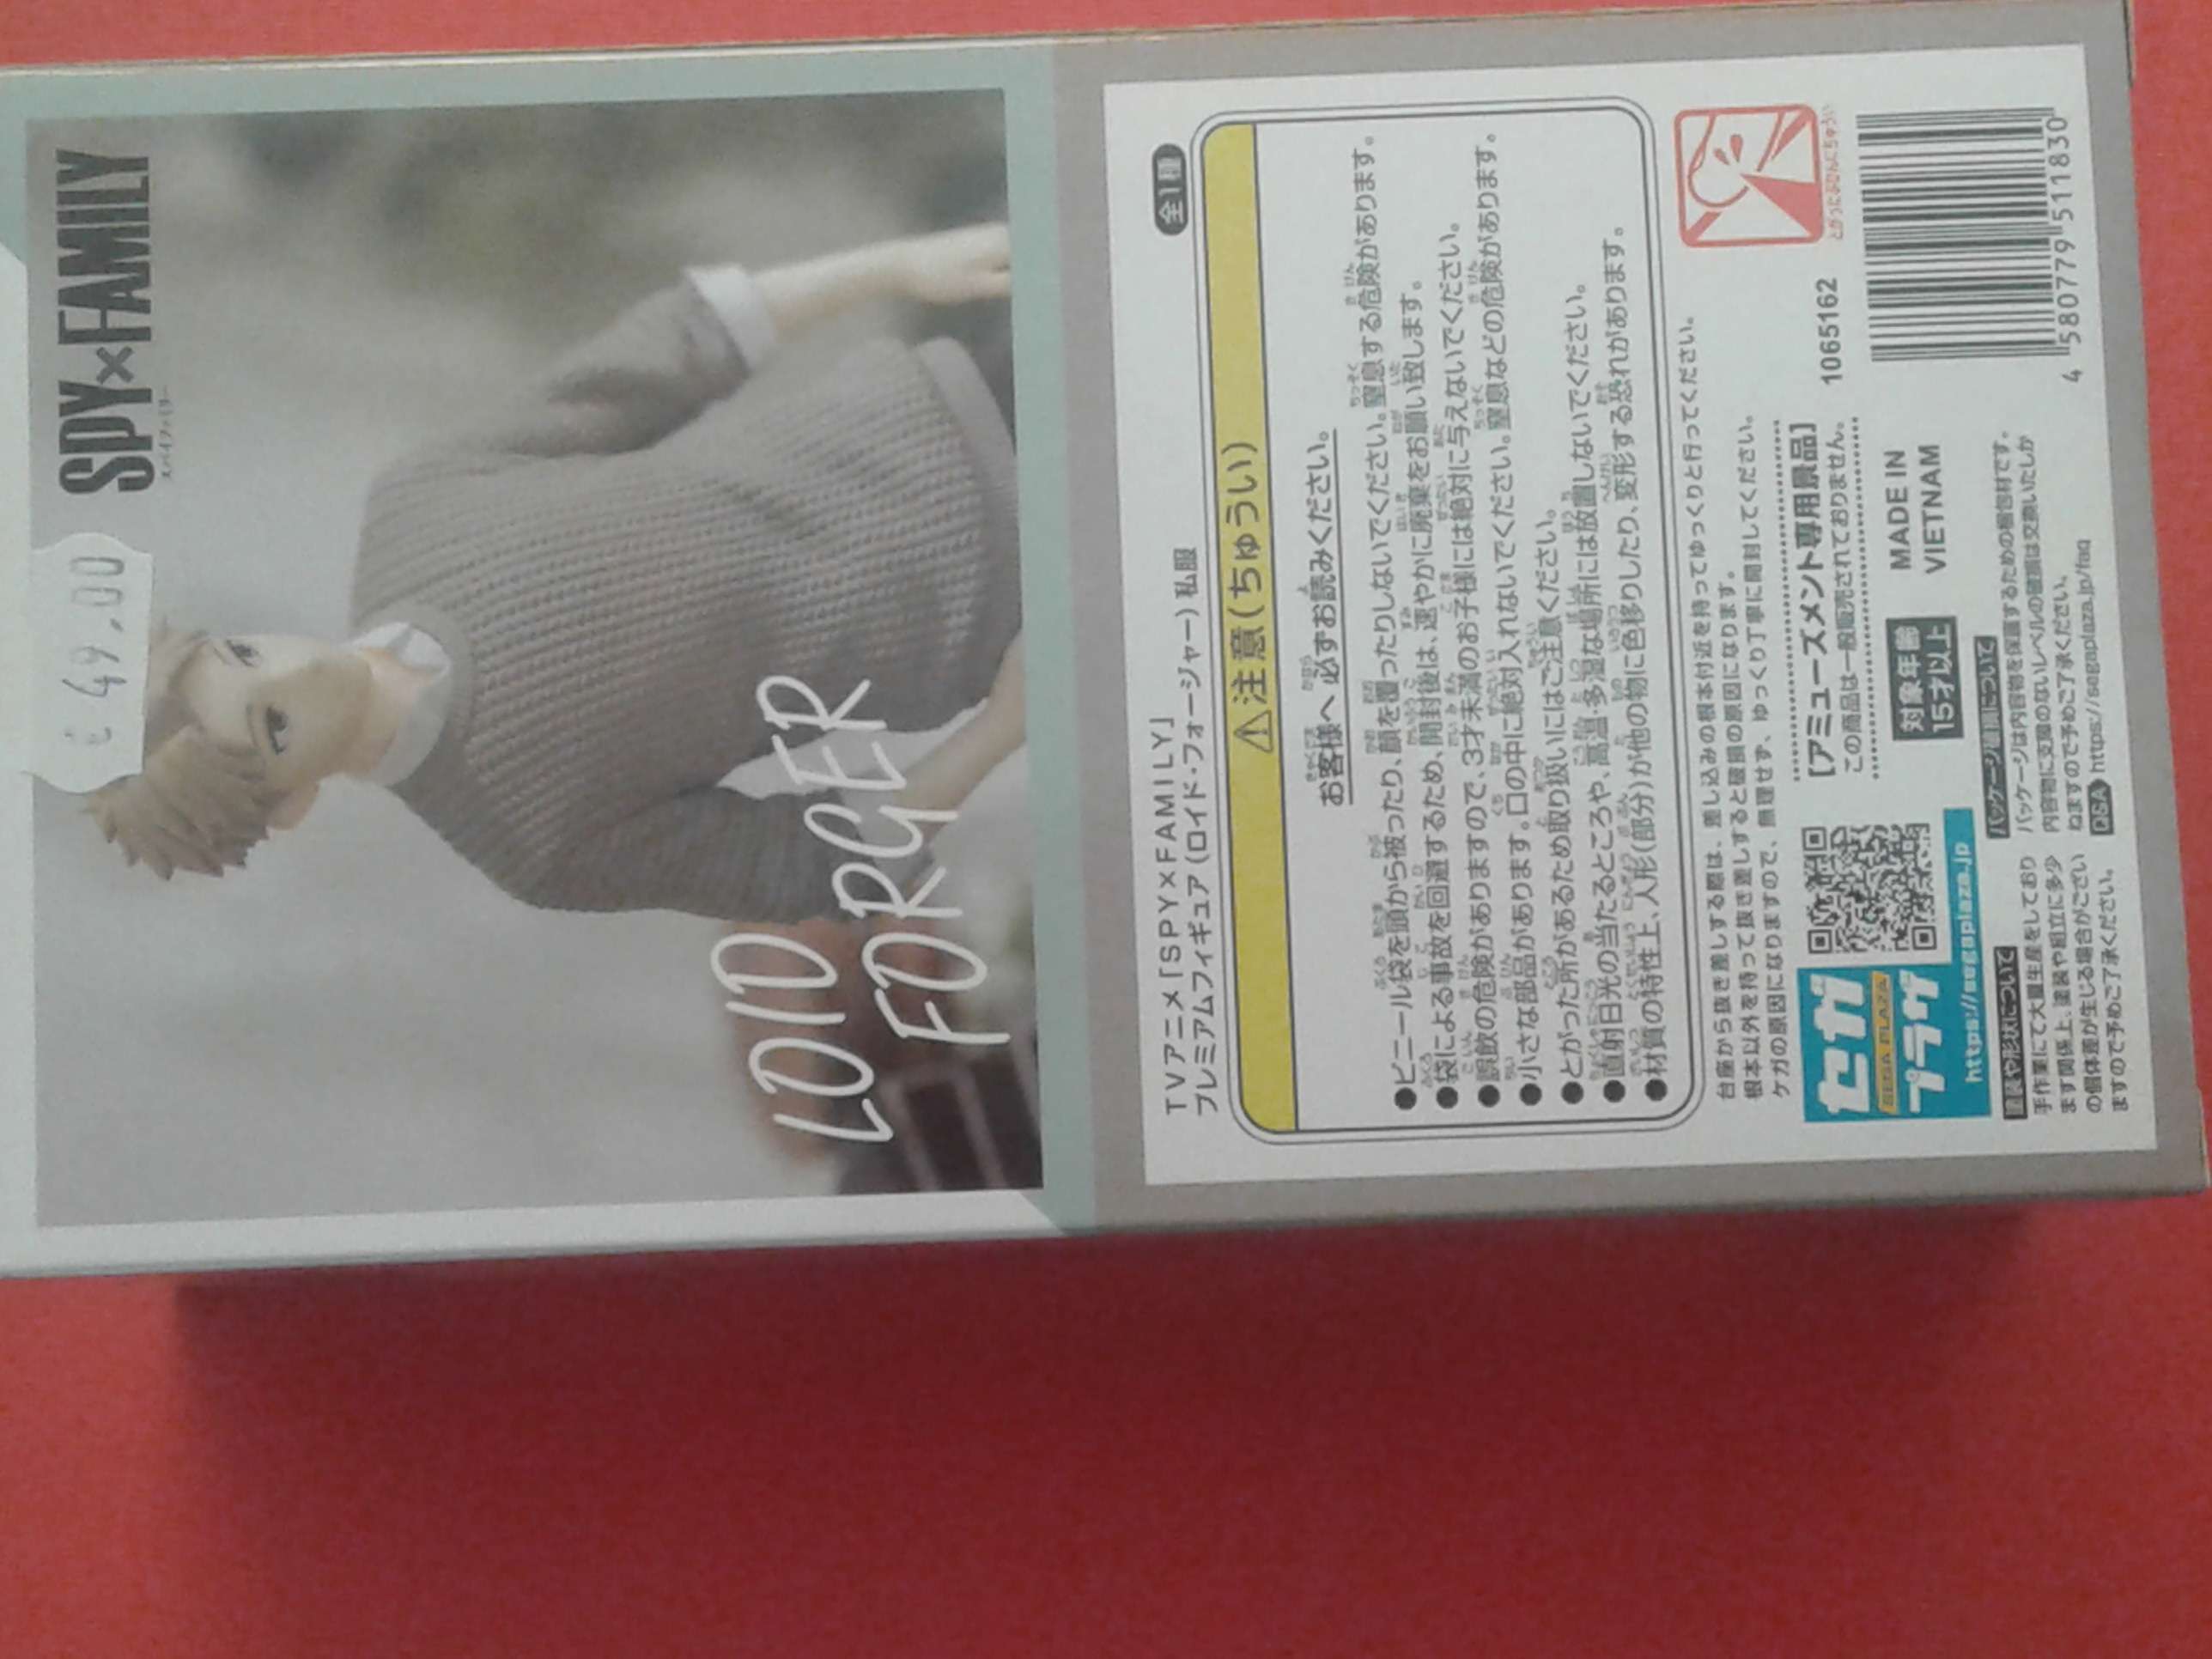 € 49,00
SPY×FAMILY
スパイファミリー
LOID
FORGER
TVアニメ「SPY×FAMILY」
プレミアムフィギュア(ロイド・フォージャー)私服
全1種
⚠注意(ちゅうい)
お客様へ 必ずお読みください。
●ビニール袋を頭から被ったり、顔を覆ったりしないでください。窒息する危険があります。
●袋による事故を回避するため、開封後は、速やかに廃棄をお願い致します。
●誤飲の危険がありますので、3才未満のお子様には絶対に与えないでください。
●小さな部品があります。口の中に絶対入れないでください。窒息などの危険があります。
●とがった所があるため取り扱いにはご注意ください。
●直射日光の当たるところや、高温・多湿な場所には放置しないでください。
●材質の特性上、人形(部分)が他の物に色移りしたり、変形する恐れがあります。
台座から抜き差しする際は、差し込みの根本付近を持ってゆっくりと行ってください。
根本以外を持って抜き差しすると破損の原因になります。
ケガの原因になりますので、無理せず、ゆっくり丁寧に開封してください。
とがったぶぶんにちゅうい
セガ
SEGA PLAZA
プラザ
https://segaplaza.jp
[アミューズメント専用景品]
この商品は一般販売されておりません。
1065162
対象年齢
15才以上
MADE IN
VIETNAM
4 580779 511830
塗装や形状について
手作業にて大量生産をしており
ます関係上、塗装や組立に多少
の個体差が生じる場合がござい
ますので予めご了承ください。
パッケージ破損について
パッケージは内容物を保護するための梱包材です。
内容物に支障のないレベルの破損は交換いたしか
ねますので予めご了承ください。
Q&A https://segaplaza.jp/faq